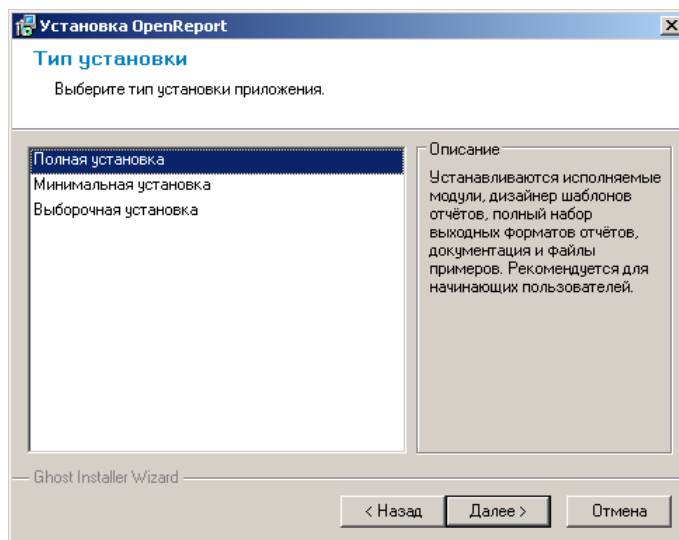 Установка OpenReport
Тип установки
Выберите тип установки приложения.
Полная установка
Минимальная установка
Выборочная установка
Описание
Устанавливаются исполняемые
модули, дизайнер шаблонов
отчётов, полный набор
выходных форматов отчётов,
документация и файлы
примеров. Рекомендуется для
начинающих пользователей.
Ghost Installer Wizard
< Назад
Далее >
Отмена